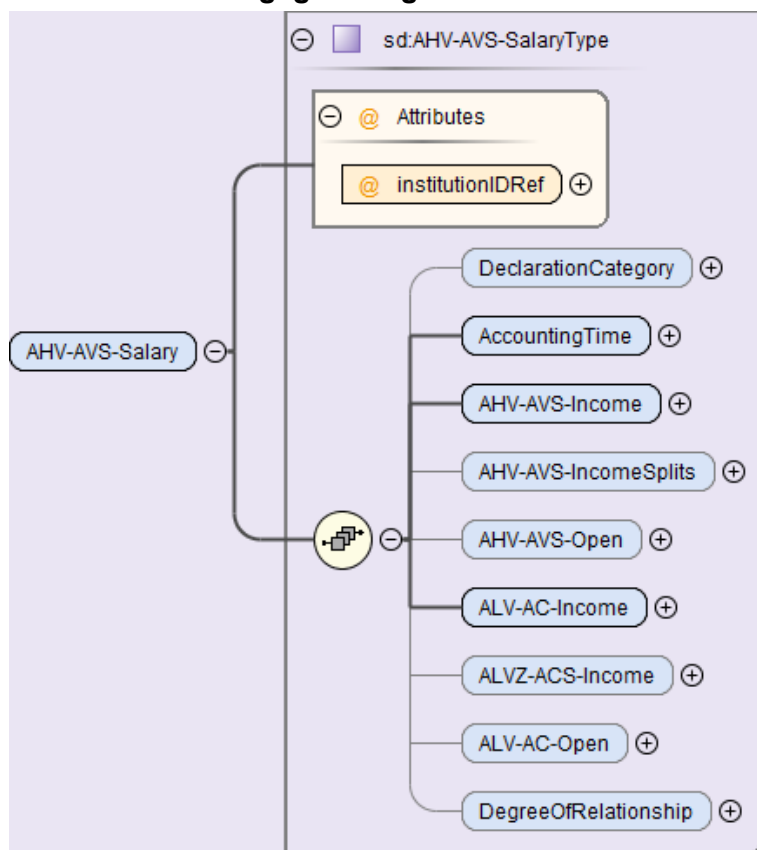 sd:AHV-AVS-SalaryType
@ Attributes
@ institutionIDRef
DeclarationCategory
AccountingTime
AHV-AVS-Salary
AHV-AVS-Income
AHV-AVS-IncomeSplits
AHV-AVS-Open
ALV-AC-Income
ALVZ-ACS-Income
ALV-AC-Open
DegreeOfRelationship